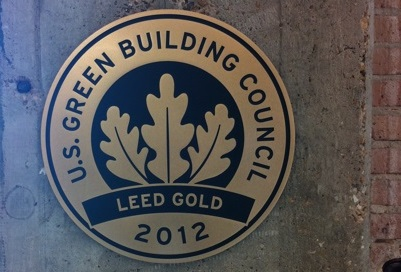 U.S. GREEN BUILDING COUNCIL
LEED GOLD
2012